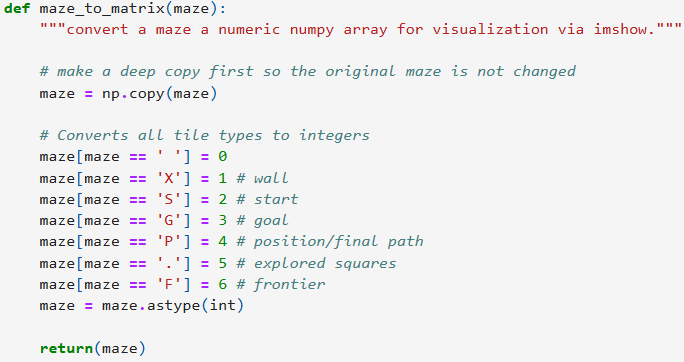 def maze_to_matrix(maze):
    """convert a maze a numeric numpy array for visualization via imshow."""

    # make a deep copy first so the original maze is not changed
    maze = np.copy(maze)

    # Converts all tile types to integers
    maze[maze == ' '] = 0
    maze[maze == 'X'] = 1 # wall
    maze[maze == 'S'] = 2 # start
    maze[maze == 'G'] = 3 # goal
    maze[maze == 'P'] = 4 # position/final path
    maze[maze == '.'] = 5 # explored squares
    maze[maze == 'F'] = 6 # frontier
    maze = maze.astype(int)

    return(maze)